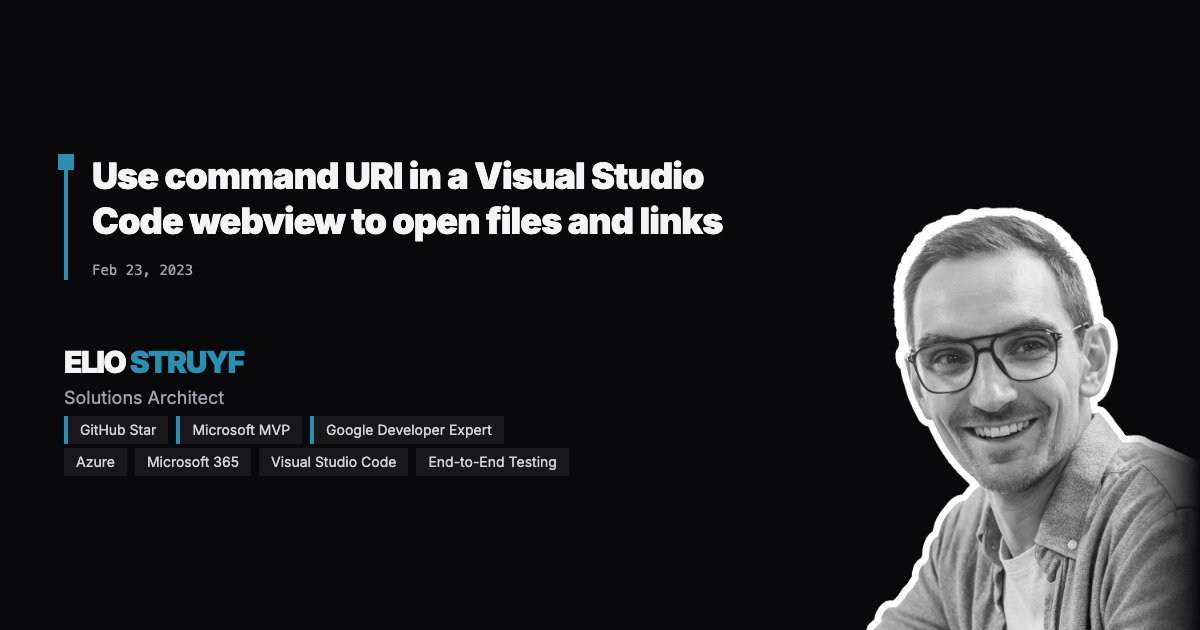 Use command URI in a Visual Studio
Code webview to open files and links
Feb 23, 2023
ELIO STRUYF
Solutions Architect
GitHub Star Microsoft MVP Google Developer Expert
Azure Microsoft 365 Visual Studio Code End-to-End Testing